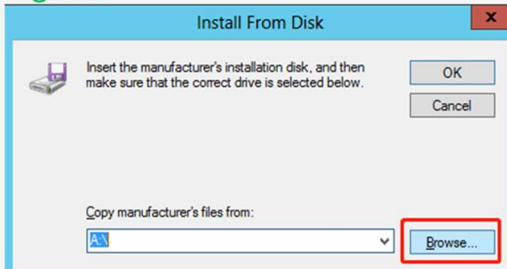 Install From Disk
x
Insert the manufacturer's installation disk, and then
make sure that the correct drive is selected below.
OK
Cancel
Copy manufacturer's files from:
A:\
Browse...